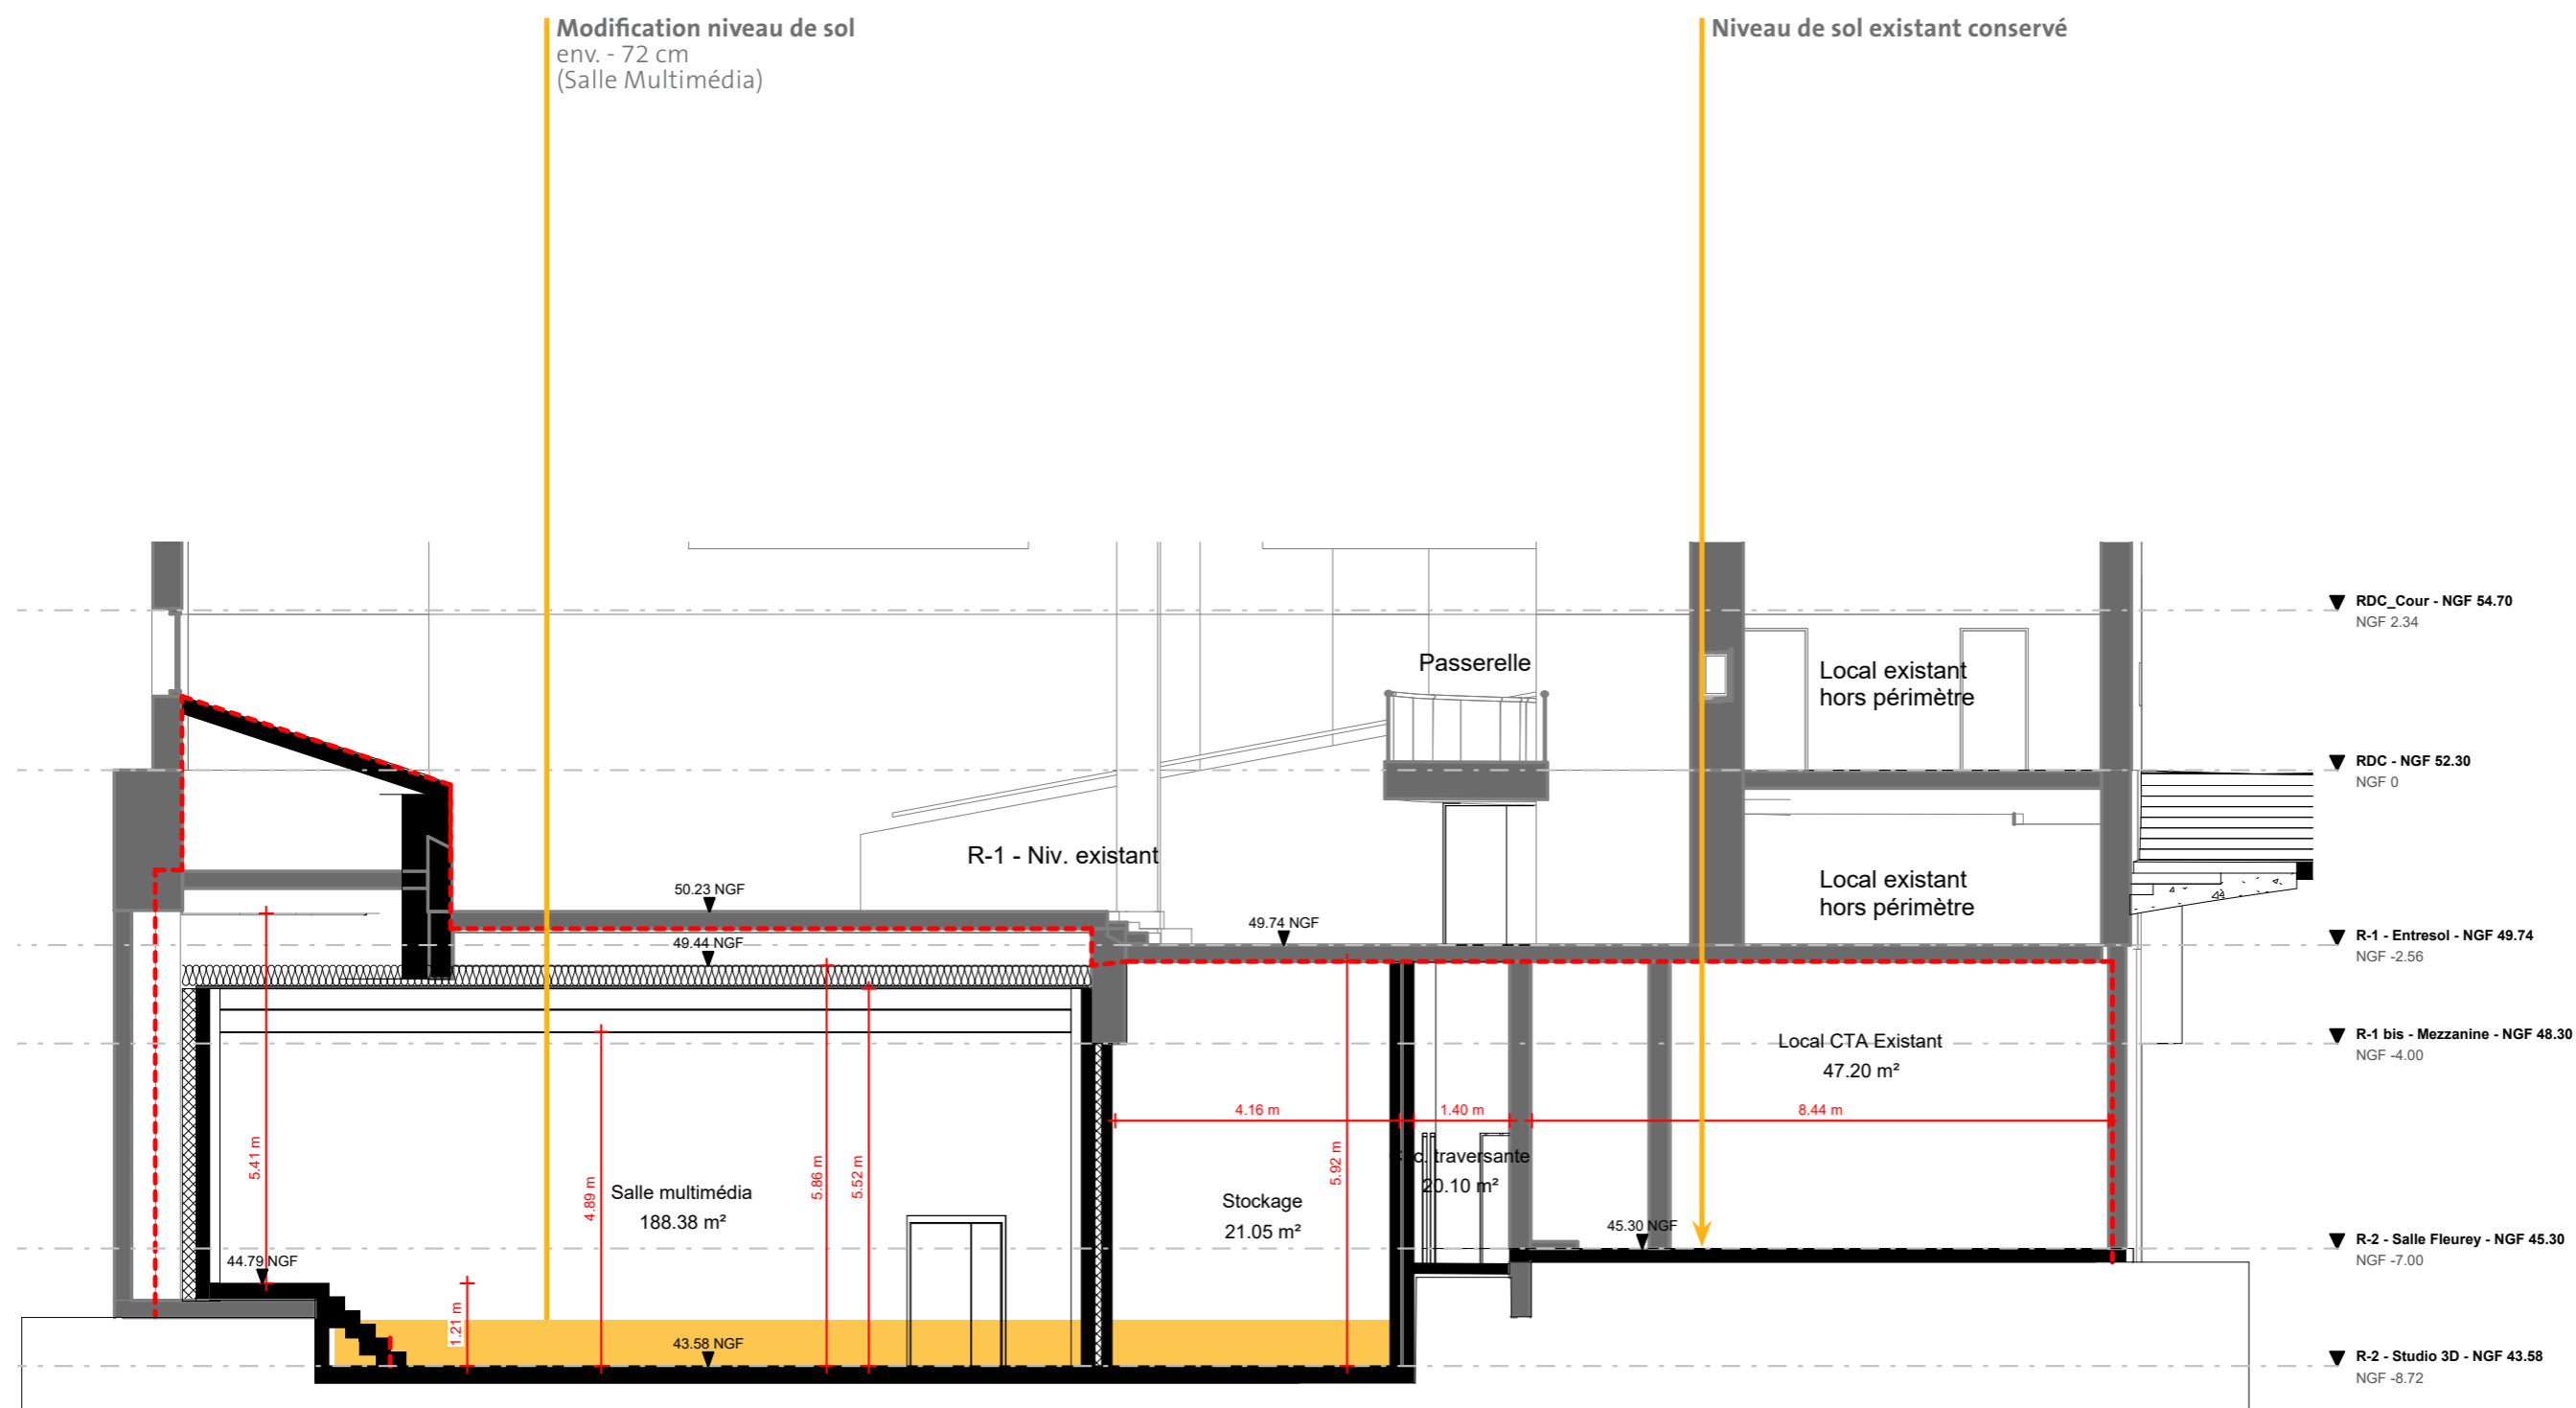 Modification niveau de sol
env. - 72 cm
(Salle Multimédia)
Niveau de sol existant conservé
RDC_Cour - NGF 54.70
NGF 2.34
Passerelle
Local existant
hors périmètre
RDC - NGF 52.30
NGF 0
R-1 - Niv. existant
Local existant
hors périmètre
50.23 NGF
49.74 NGF
49.44 NGF
R-1 - Entresol - NGF 49.74
NGF -2.56
R-1 bis - Mezzanine - NGF 48.30
NGF -4.00
Local CTA Existant
47.20 m²
4.16 m
1.40 m
8.44 m
5.41 m
4.89 m
5.86 m
5.52 m
5.92 m
traversante
20.10 m²
Salle multimédia
188.38 m²
Stockage
21.05 m²
45.30 NGF
R-2 - Salle Fleurey - NGF 45.30
NGF -7.00
44.79 NGF
1.21 m
43.58 NGF
R-2 - Studio 3D - NGF 43.58
NGF -8.72